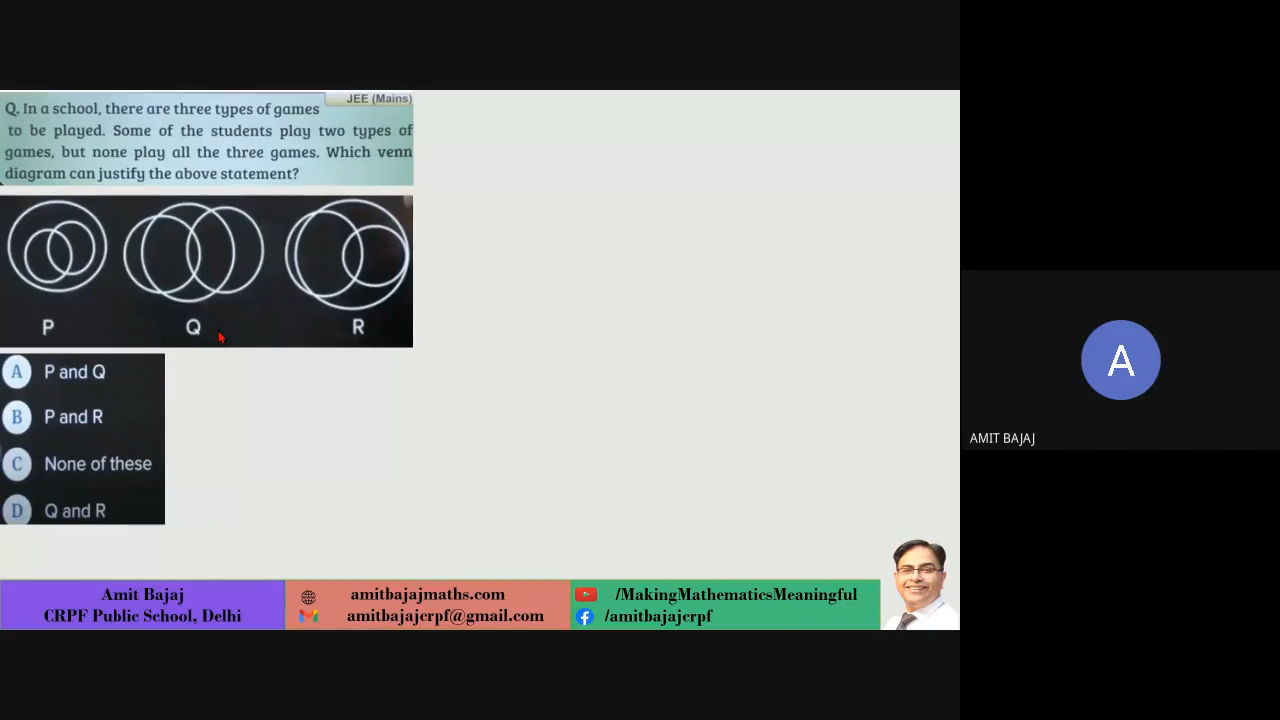 JEE (Mains)
Q. In a school, there are three types of games
to be played. Some of the students play two types of
games, but none play all the three games. Which venn
diagram can justify the above statement?
P
Q
R
A P and Q
B P and R
C None of these
D Q and R
A
AMIT BAJAJ
Amit Bajaj
CRPF Public School, Delhi
amitbajajmaths.com
amitbajajcrpf@gmail.com
/MakingMathematicsMeaningful
/amitbajajcrpf